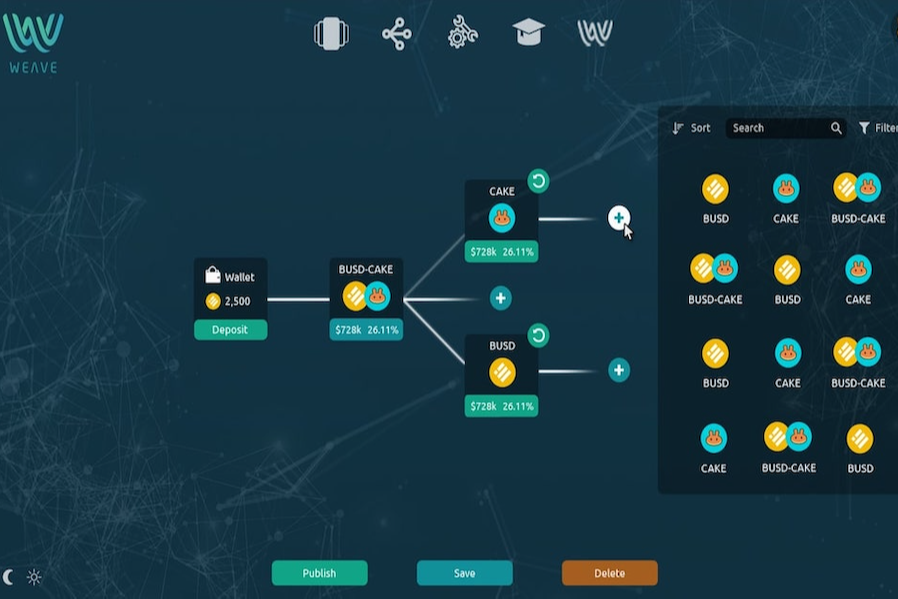 WEAVE
Sort
Search
Filter
BUSD
CAKE
BUSD-CAKE
BUSD-CAKE
BUSD
CAKE
BUSD
CAKE
BUSD-CAKE
CAKE
BUSD-CAKE
BUSD
Wallet
2,500
Deposit
BUSD-CAKE
$728k 26.11%
CAKE
$728k 26.11%
BUSD
$728k 26.11%
Publish
Save
Delete